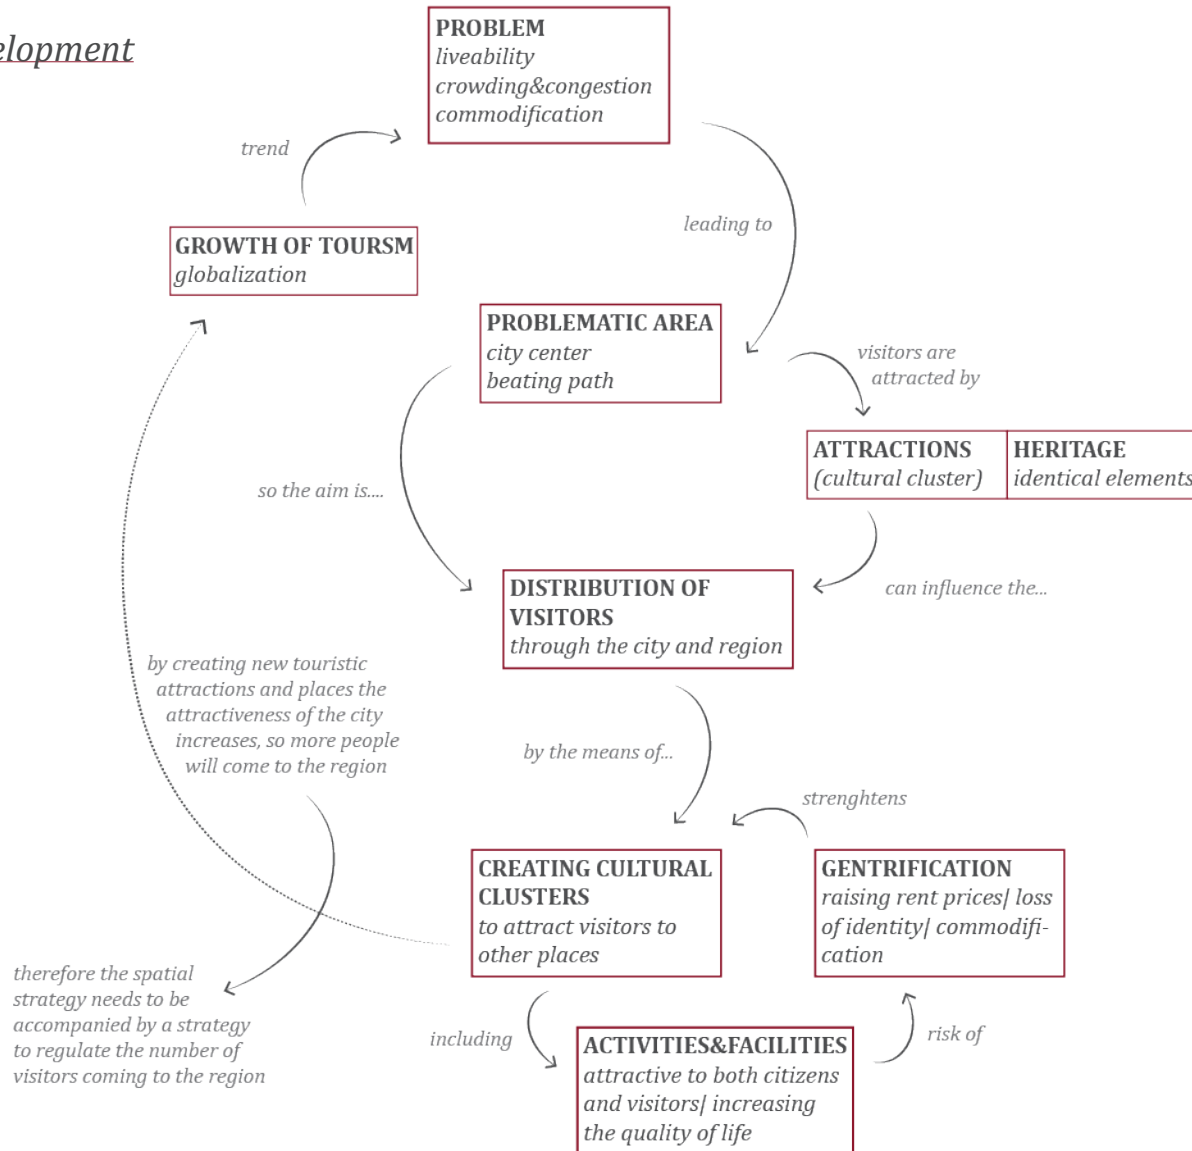 elopment
PROBLEM
liveability
crowding&congestion
commodification
trend
leading to
GROWTH OF TOURSM
globalization
PROBLEMATIC AREA
city center
beating path
visitors are
attracted by
ATTRACTIONS
(cultural cluster)
HERITAGE
identical elements
so the aim is....
can influence the...
DISTRIBUTION OF
VISITORS
through the city and region
by creating new touristic
attractions and places the
attractiveness of the city
increases, so more people
will come to the region
by the means of...
strenghtens
CREATING CULTURAL
CLUSTERS
to attract visitors to
other places
GENTRIFICATION
raising rent prices| loss
of identity| commodifi-
cation
therefore the spatial
strategy needs to be
accompanied by a strategy
to regulate the number of
visitors coming to the region
including
risk of
ACTIVITIES&FACILITIES
attractive to both citizens
and visitors| increasing
the quality of life